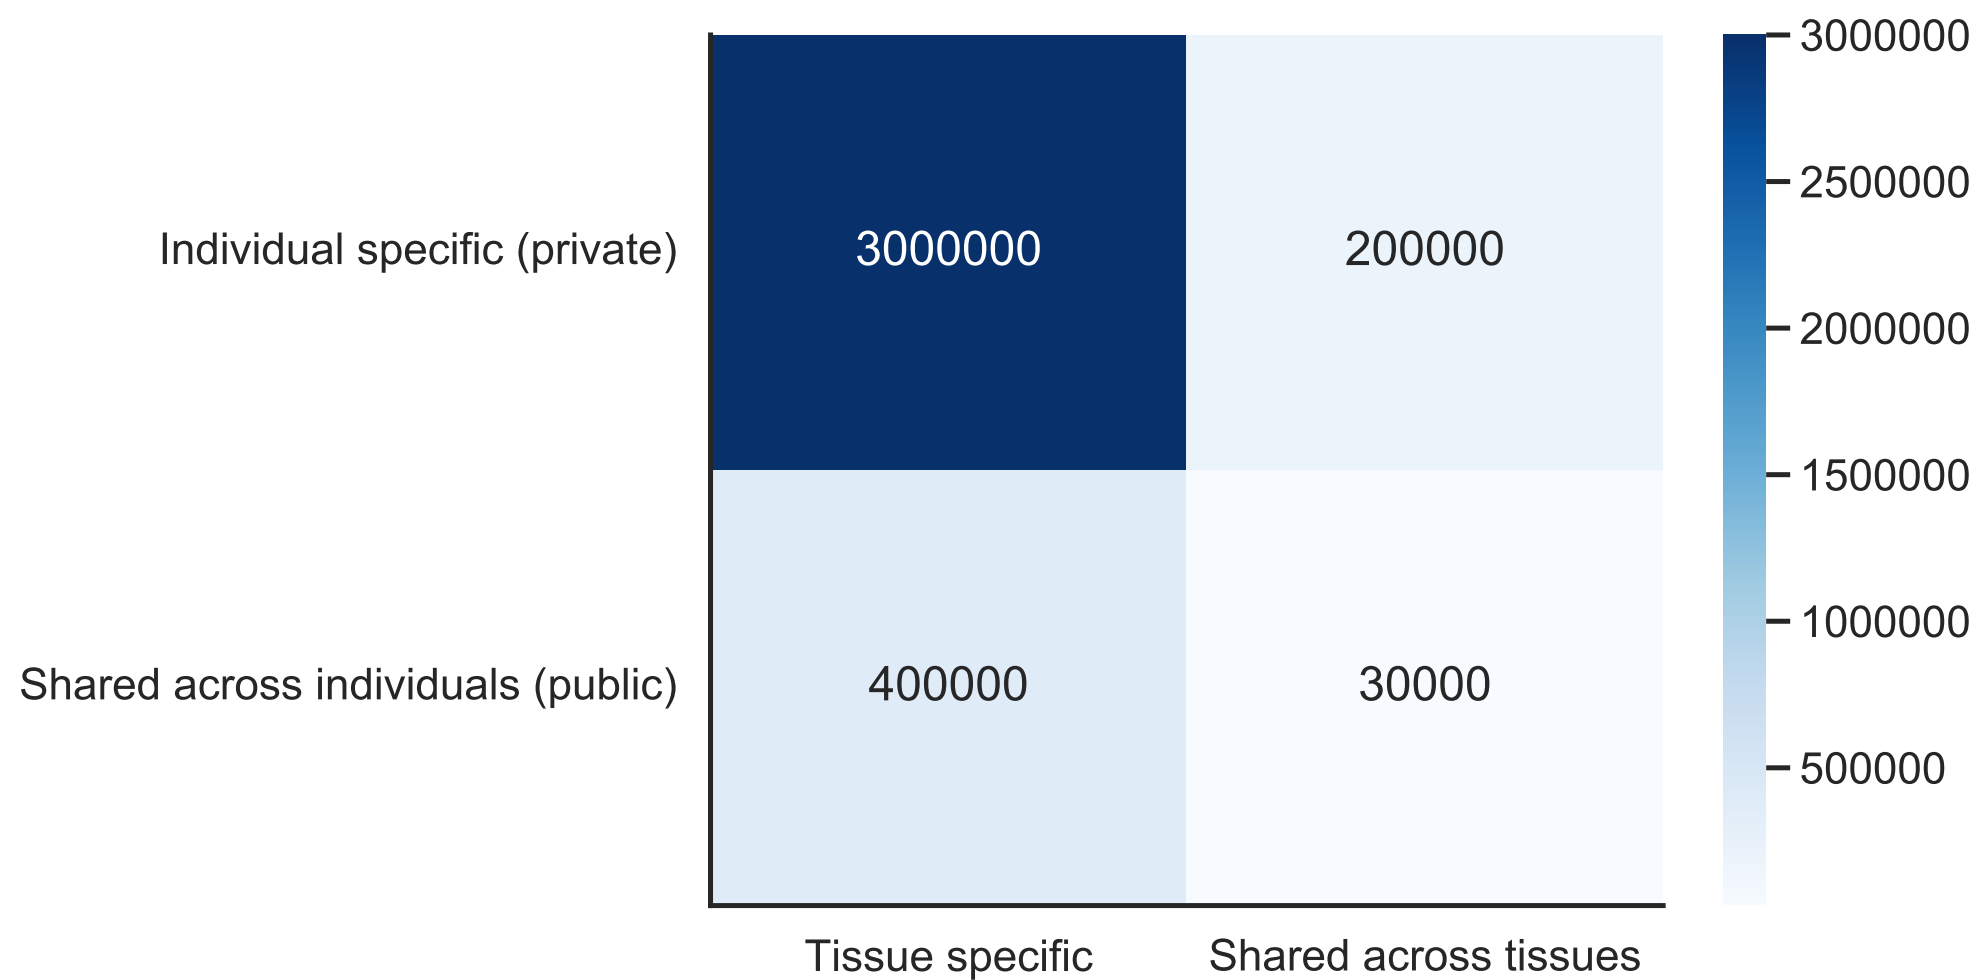 3000000
2500000
2000000
1500000
1000000
500000
Individual specific (private)
3000000
200000
Shared across individuals (public)
400000
30000
Tissue specific
Shared across tissues